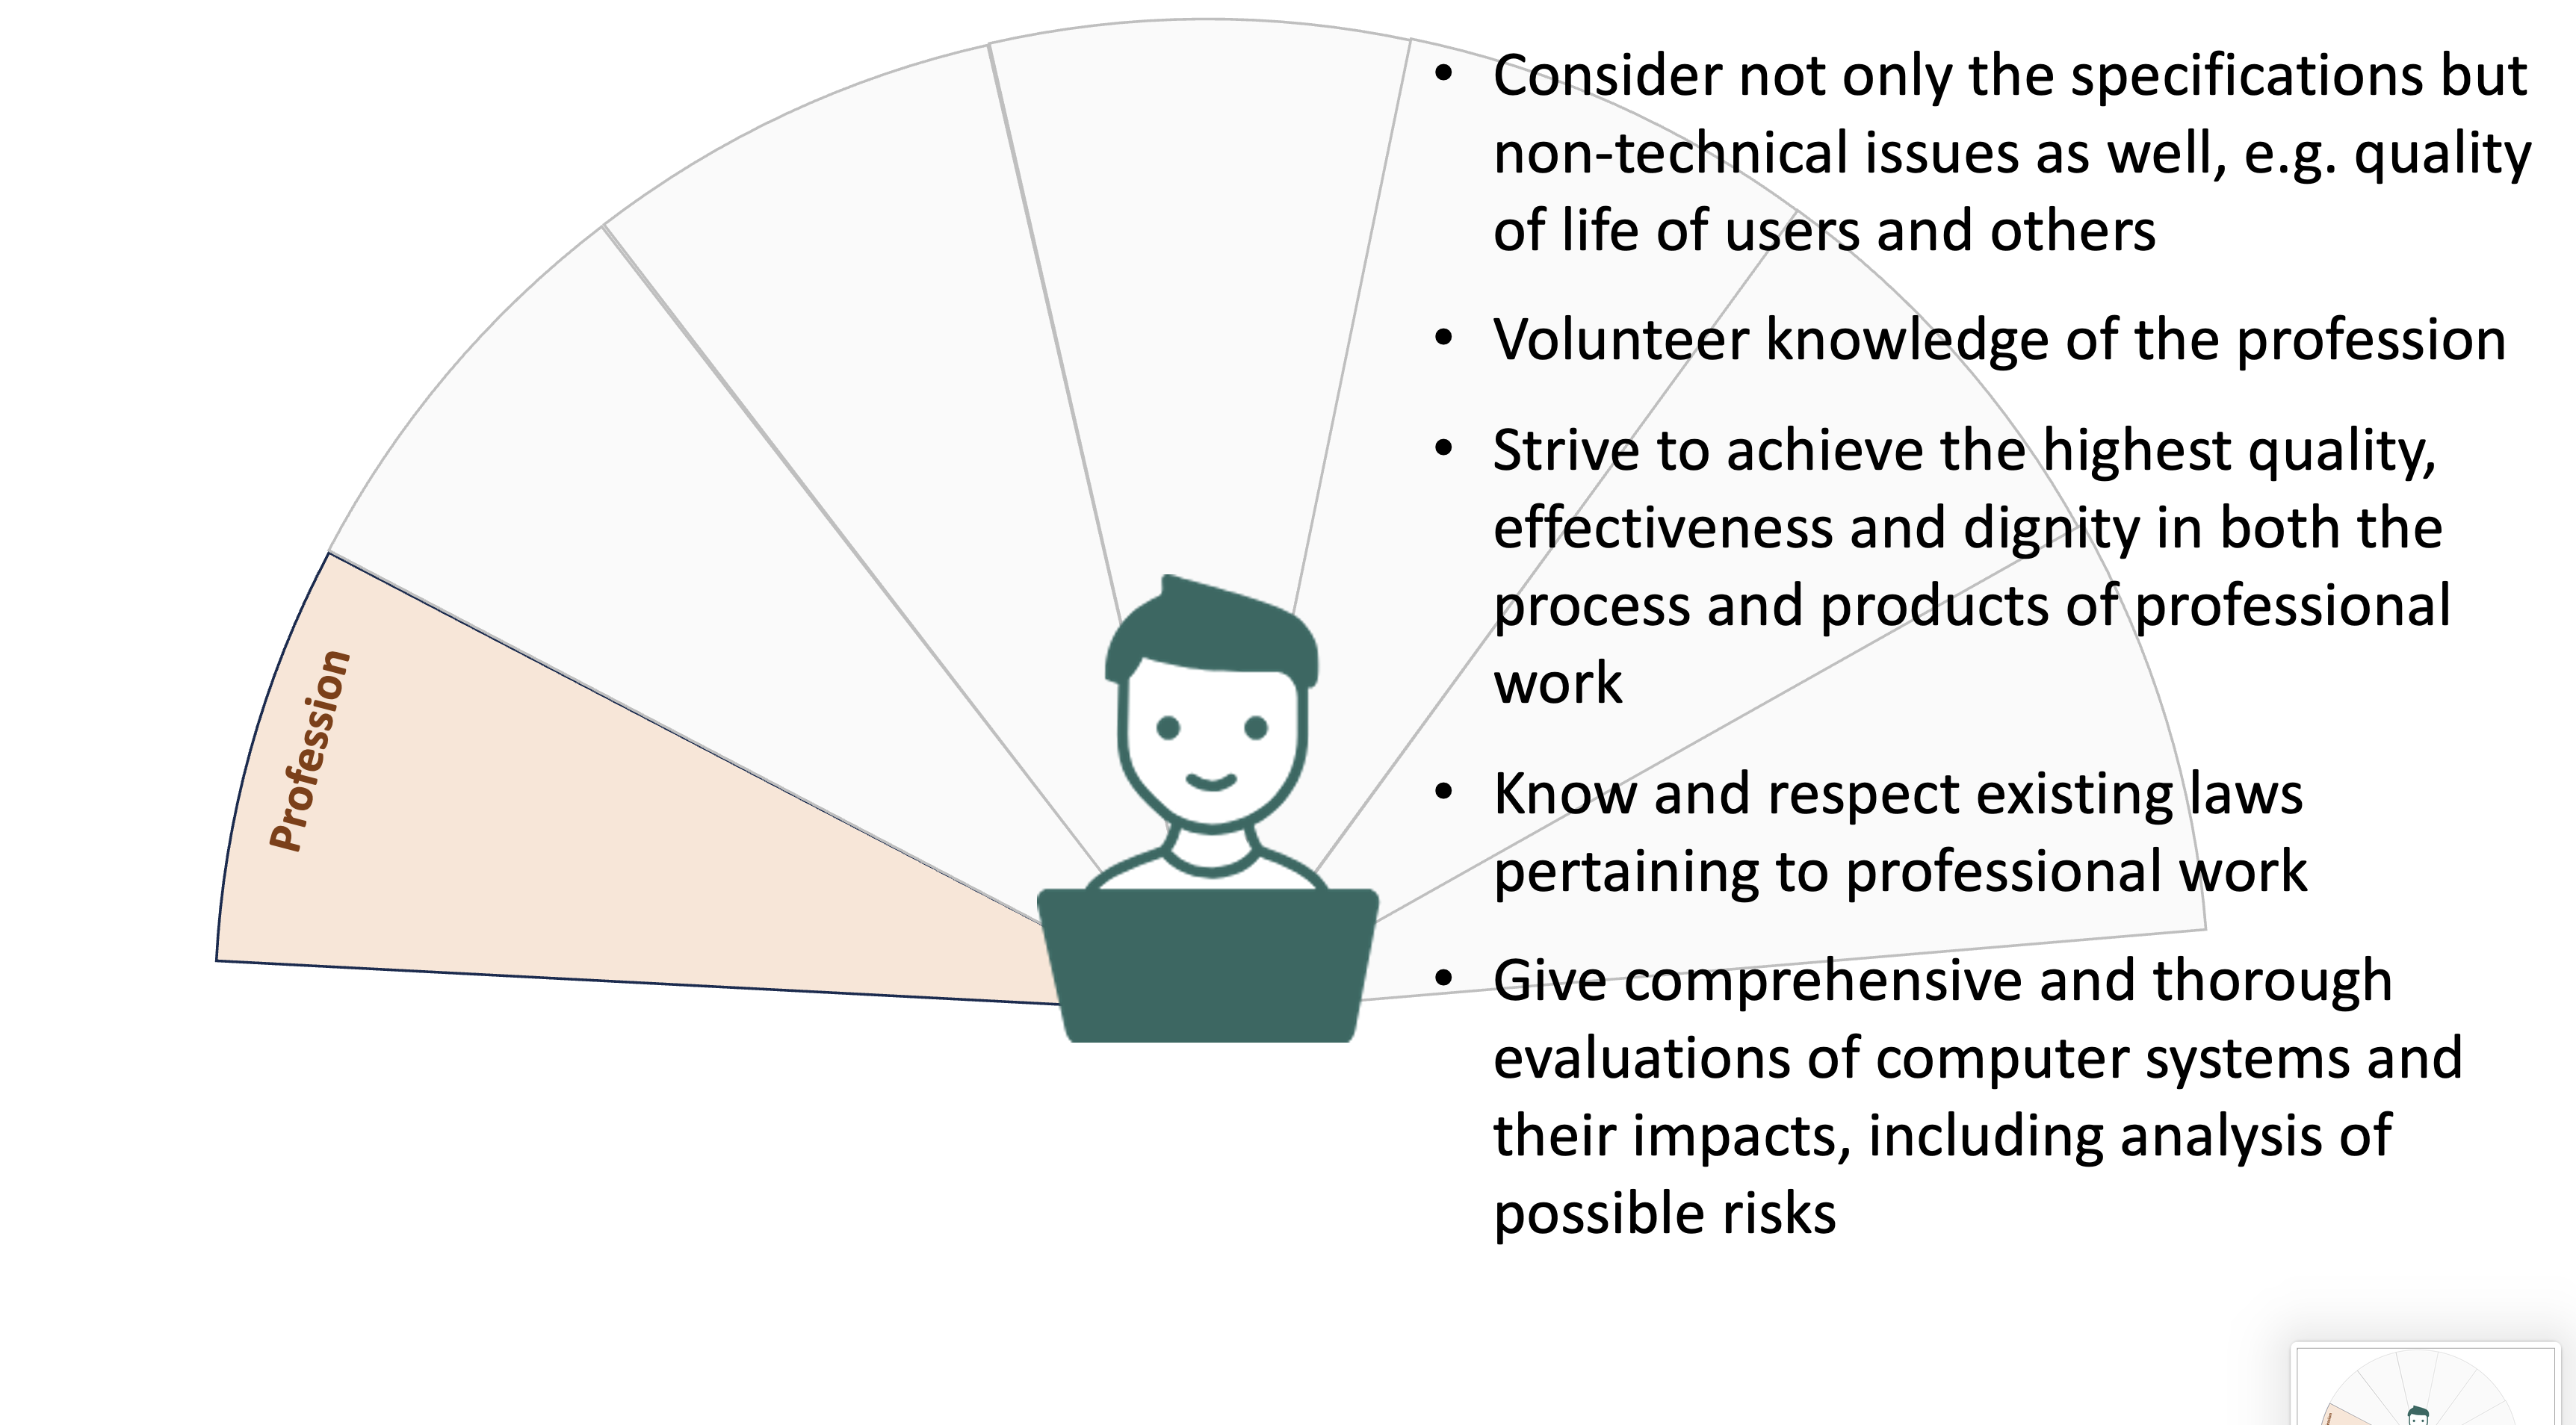 Profession
• Consider not only the specifications but
non-technical issues as well, e.g. quality
of life of users and others
• Volunteer knowledge of the profession
• Strive to achieve the highest quality,
effectiveness and dignity in both the
process and products of professional
work
• Know and respect existing laws
pertaining to professional work
• Give comprehensive and thorough
evaluations of computer systems and
their impacts, including analysis of
possible risks